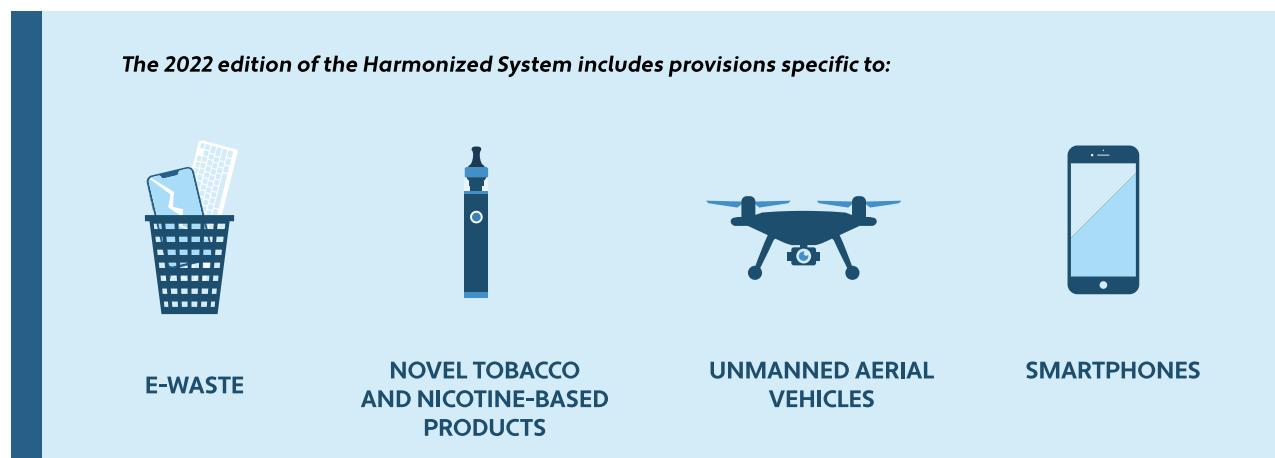 The 2022 edition of the Harmonized System includes provisions specific to:
E-WASTE
NOVEL TOBACCO
AND NICOTINE-BASED
PRODUCTS
UNMANNED AERIAL
VEHICLES
SMARTPHONES